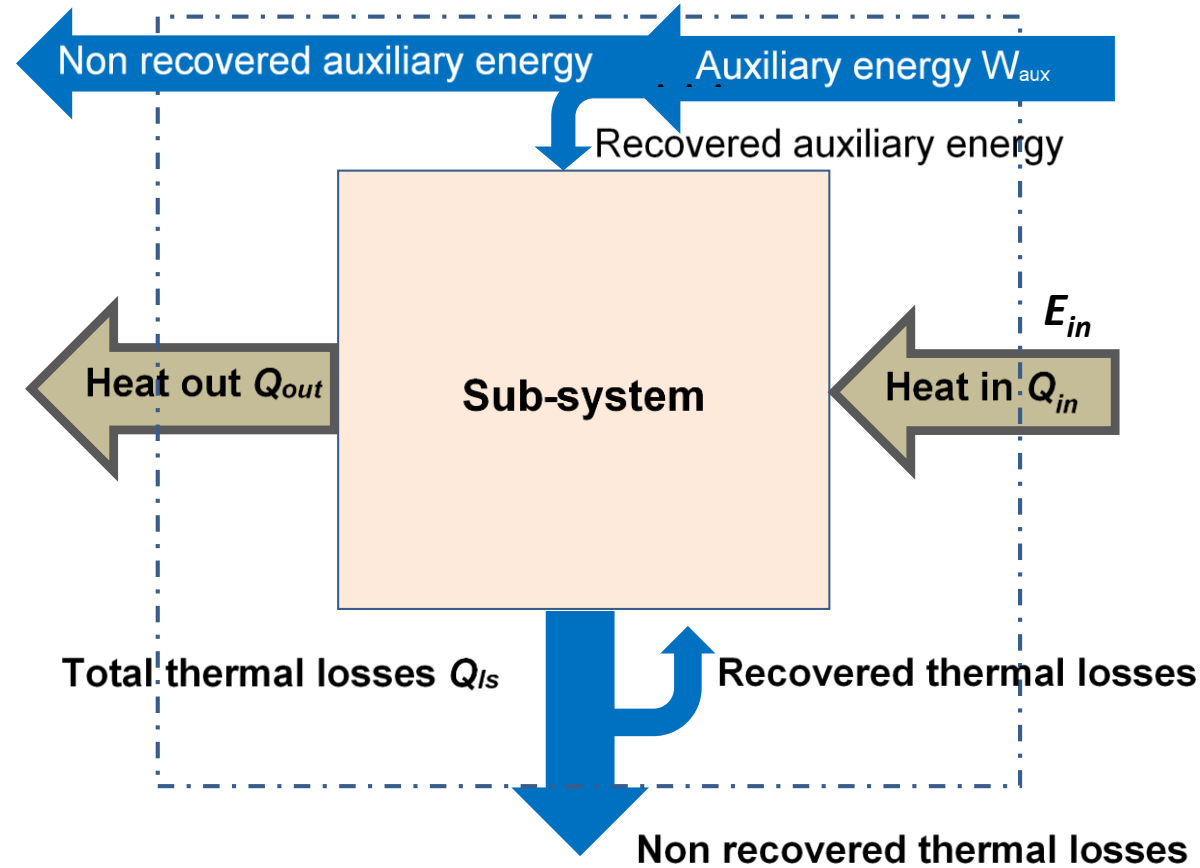 Non recovered auxiliary energy
Auxiliary energy Waux
Recovered auxiliary energy
Ein
Heat out Qout
Sub-system
Heat in Qin
Total thermal losses Qls
Recovered thermal losses
Non recovered thermal losses